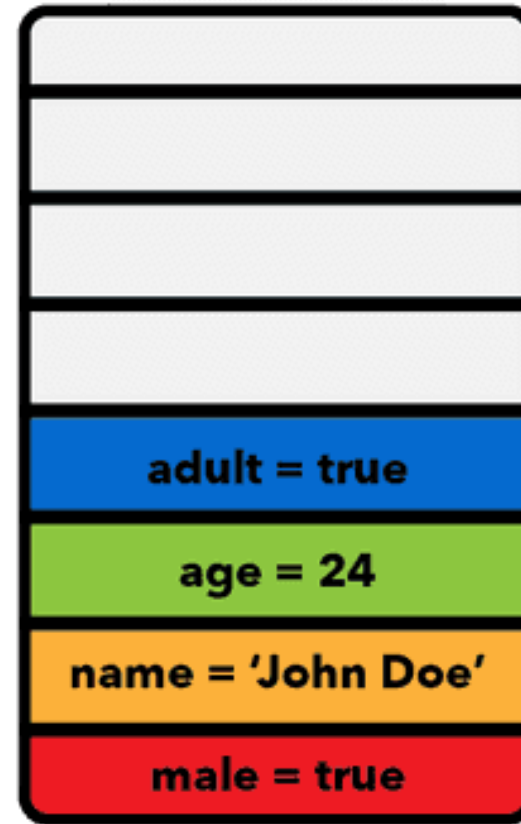 adult = true
age = 24
name = ‘John Doe’
male = true